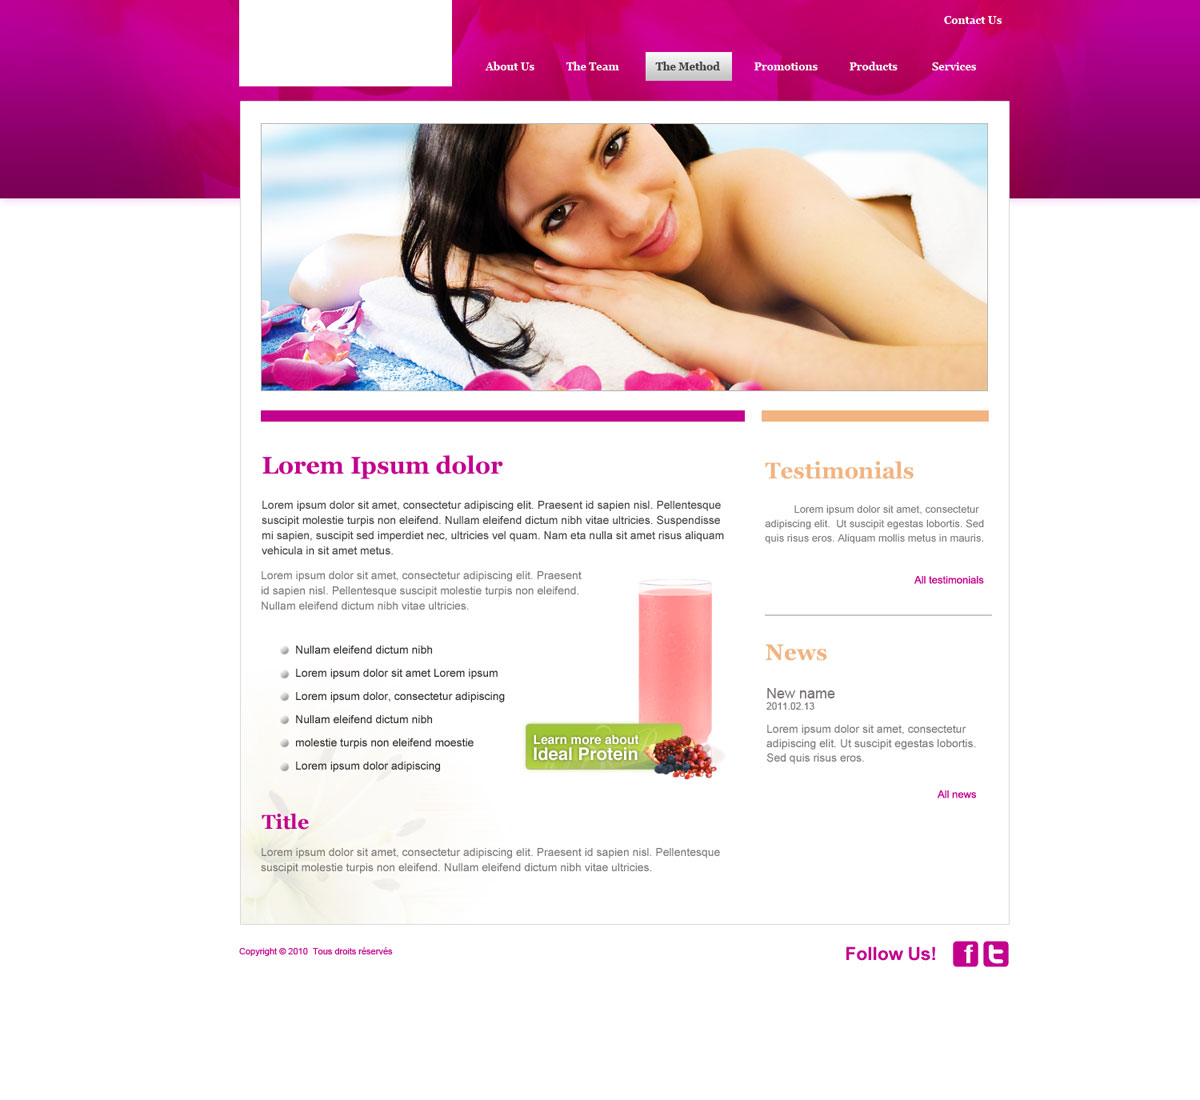 Contact Us
About Us The Team The Method Promotions Products Services
Lorem Ipsum dolor
Lorem ipsum dolor sit amet, consectetur adipiscing elit. Praesent id sapien nisl. Pellentesque
suscipit molestie turpis non eleifend. Nullam eleifend dictum nibh vitae ultricies. Suspendisse
mi sapien, suscipit sed imperdiet nec, ultricies vel quam. Nam eta nulla sit amet risus aliquam
vehicula in sit amet metus.
Lorem ipsum dolor sit amet, consectetur adipiscing elit. Praesent
id sapien nisl. Pellentesque suscipit molestie turpis non eleifend.
Nullam eleifend dictum nibh vitae ultricies.
Nullam eleifend dictum nibh
Lorem ipsum dolor sit amet Lorem ipsum
Lorem ipsum dolor, consectetur adipiscing
Nullam eleifend dictum nibh
molestie turpis non eleifend moestie
Lorem ipsum dolor adipiscing
Learn more about
Ideal Protein
Title
Lorem ipsum dolor sit amet, consectetur adipiscing elit. Praesent id sapien nisl. Pellentesque
suscipit molestie turpis non eleifend. Nullam eleifend dictum nibh vitae ultricies.
Testimonials
Lorem ipsum dolor sit amet, consectetur
adipiscing elit. Ut suscipit egestas lobortis. Sed
quis risus eros. Aliquam mollis metus in mauris.
All testimonials
News
New name
2011.02.13
Lorem ipsum dolor sit amet, consectetur
adipiscing elit. Ut suscipit egestas lobortis.
Sed quis risus eros.
All news
Copyright © 2010 Tous droits réservés
Follow Us! f t